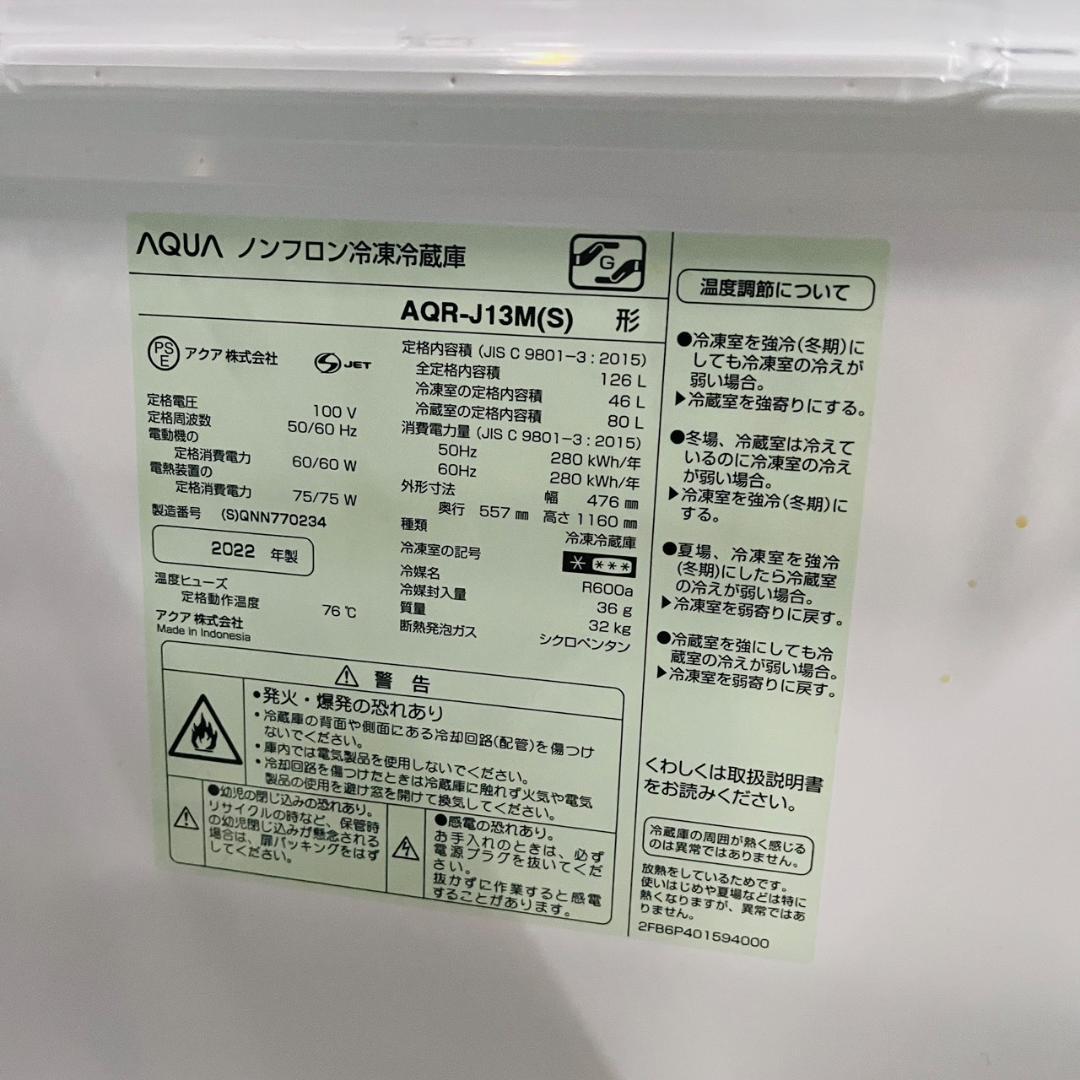 AQUA ノンフロン冷凍冷蔵庫
G
AQR-J13M(S) 形
PS
E
アクア 株式会社
JET
定格電圧 100 V
定格周波数 50/60 Hz
電動機の
定格消費電力 60/60 W
電熱装置の
定格消費電力 75/75 W
製造番号 (S)QNN770234
2022 年製
温度ヒューズ
定格動作温度 76 ℃
アクア 株式会社
Made in Indonesia
定格内容積 (JIS C 9801-3 : 2015)
全定格内容積 126 L
冷凍室の定格内容積 46 L
冷蔵室の定格内容積 80 L
消費電力量 (JIS C 9801-3 : 2015)
50Hz 280 kWh/年
60Hz 280 kWh/年
外形寸法 幅 476 ㎜
奥行 557 ㎜ 高さ 1160 ㎜
種類 冷凍冷蔵庫
冷凍室の記号 * ***
冷媒名 R600a
冷媒封入量 36 g
質量 32 kg
断熱発泡ガス シクロペンタン
⚠ 警告
●発火・爆発の恐れあり
・冷蔵庫の背面や側面にある冷却回路(配管)を傷つけ
ないでください。
・庫内では電気製品を使用しないでください。
・冷却回路を傷つけたときは冷蔵庫に触れず火気や電気
製品の使用を避け窓を開けて換気してください。
●幼児の閉じ込みの恐れあり。
リサイクルの時など、保管時
の幼児閉じ込みが懸念される
場合は、扉パッキングをはず
してください。
●感電の恐れあり。
お手入れのときは、必ず
電源プラグを抜いてくだ
さい。
抜かずに作業すると感電
することがあります。
温度調節について
●冷凍室を強冷(冬期)に
しても冷凍室の冷えが
弱い場合。
▶冷蔵室を強寄りにする。
●冬場、冷蔵室は冷えて
いるのに冷凍室の冷え
が弱い場合。
▶冷凍室を強冷(冬期)に
する。
●夏場、冷凍室を強冷
(冬期)にしたら冷蔵室
の冷えが弱い場合。
▶冷凍室を弱寄りに戻す。
●冷蔵室を強にしても冷
蔵室の冷えが弱い場合。
▶冷凍室を弱寄りに戻す。
くわしくは取扱説明書
をお読みください。
冷蔵庫の周囲が熱く感じる
のは異常ではありません。
放熱をしているためです。
使いはじめや夏場などは特に
熱くなりますが、異常ではあ
りません。
2FB6P401594000